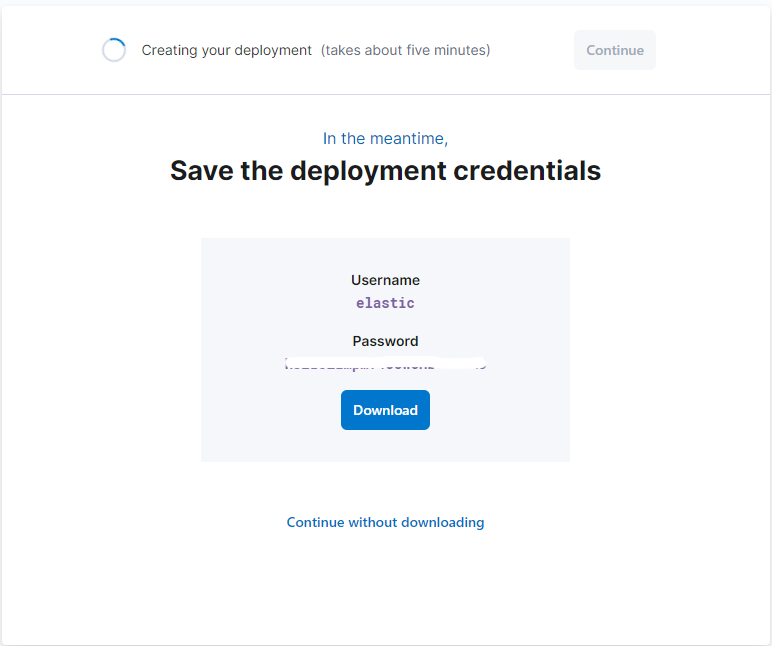 Creating your deployment (takes about five minutes)
Continue
In the meantime,
Save the deployment credentials
Username
elastic
Password
Download
Continue without downloading